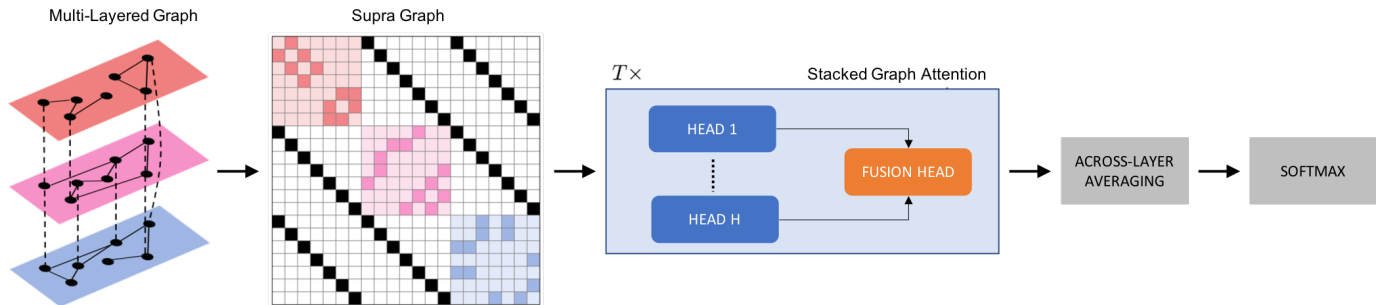 Multi-Layered Graph
Supra Graph
T×
Stacked Graph Attention
HEAD 1
HEAD H
FUSION HEAD
ACROSS-LAYER
AVERAGING
SOFTMAX